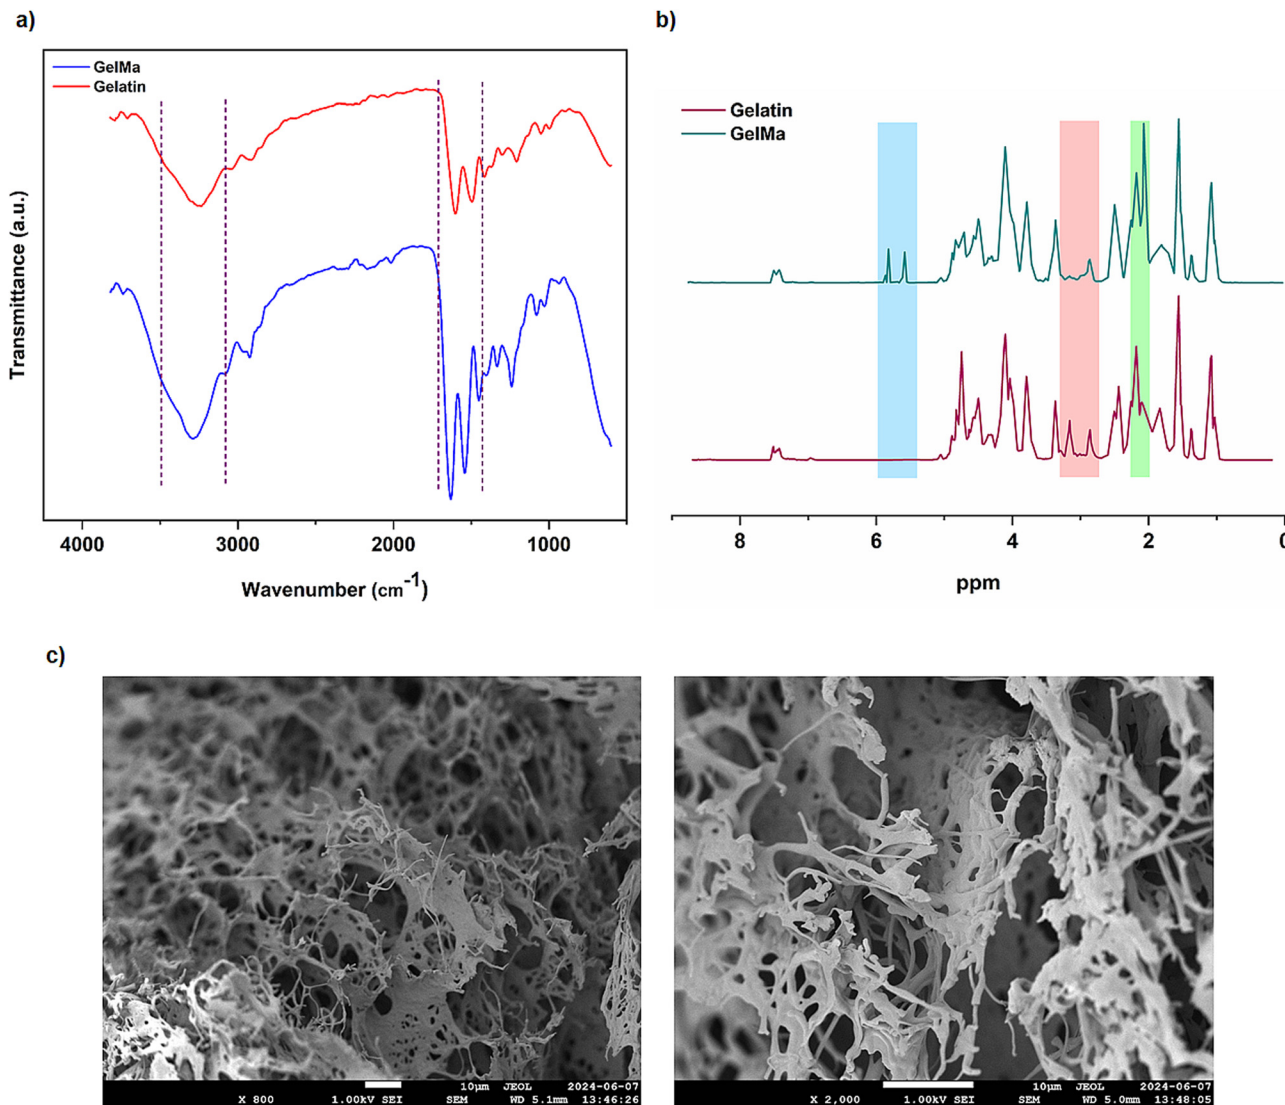 a)
GelMa
Gelatin
Transmittance (a.u.)
4000 3000 2000 1000
Wavenumber (cm⁻¹)
b)
Gelatin
GelMa
8 6 4 2 0
ppm
c)
10µm JEOL 2024-06-07
X 800 1.00kV SEI SEM WD 5.1mm 13:46:26
10µm JEOL 2024-06-07
X 2,000 1.00kV SEI SEM WD 5.0mm 13:48:05